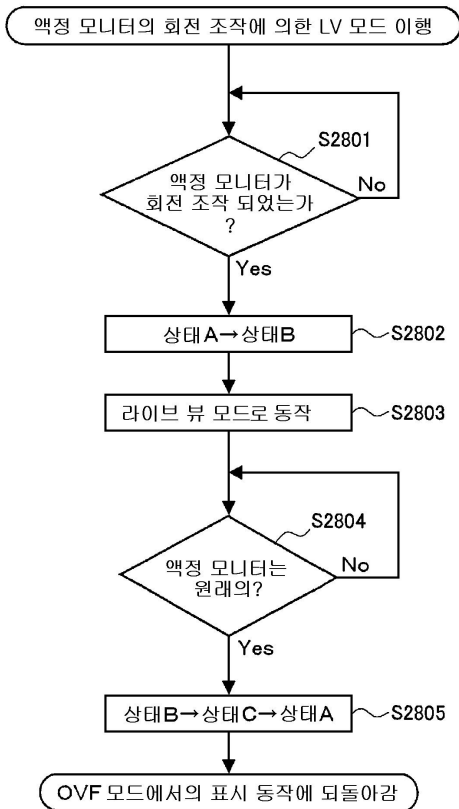 액정 모니터의 회전 조작에 의한 LV 모드 이행
S2801
액정 모니터가
회전 조작 되었는가
?
No
Yes
상태A→상태B
S2802
라이브 뷰 모드로 동작
S2803
S2804
액정 모니터는
원래의?
No
Yes
상태B→상태C→상태A
S2805
OVF 모드에서의 표시 동작에 되돌아감